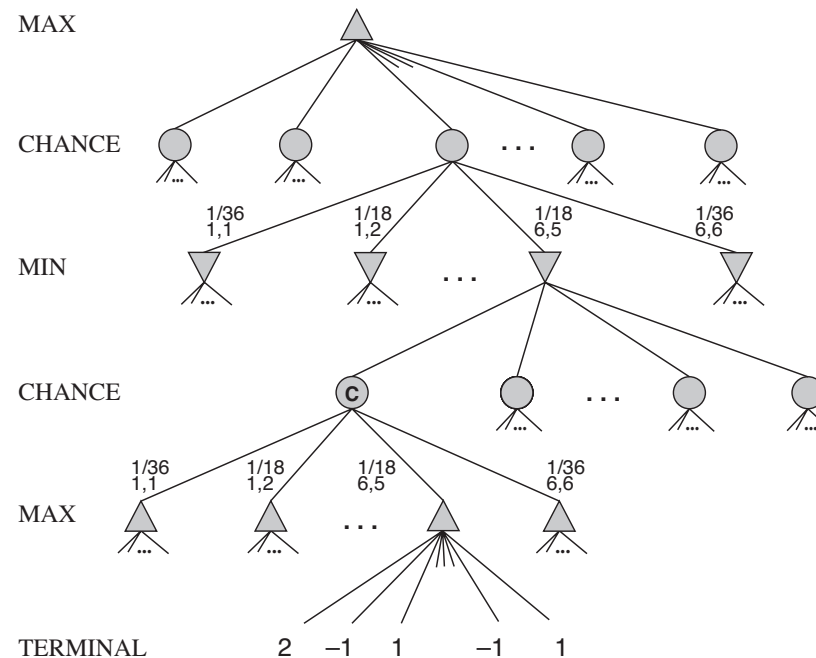 MAX
CHANCE ...
... ... ... ... ...
1/36 1/18 1/18 1/36
1,1 1,2 6,5 6,6
MIN ...
... ... ... ...
CHANCE C ...
... ... ...
1/36 1/18 1/18 1/36
1,1 1,2 6,5 6,6
MAX ...
... ... ...
TERMINAL 2 –1 1 –1 1